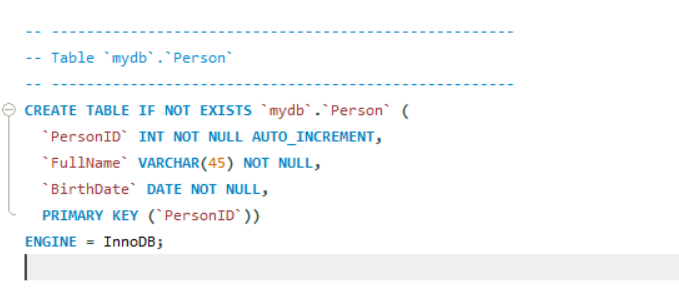 -- -----------------------------------------------------
-- Table `mydb`.`Person`
-- -----------------------------------------------------
CREATE TABLE IF NOT EXISTS `mydb`.`Person` (
  `PersonID` INT NOT NULL AUTO_INCREMENT,
  `FullName` VARCHAR(45) NOT NULL,
  `BirthDate` DATE NOT NULL,
  PRIMARY KEY (`PersonID`))
ENGINE = InnoDB;